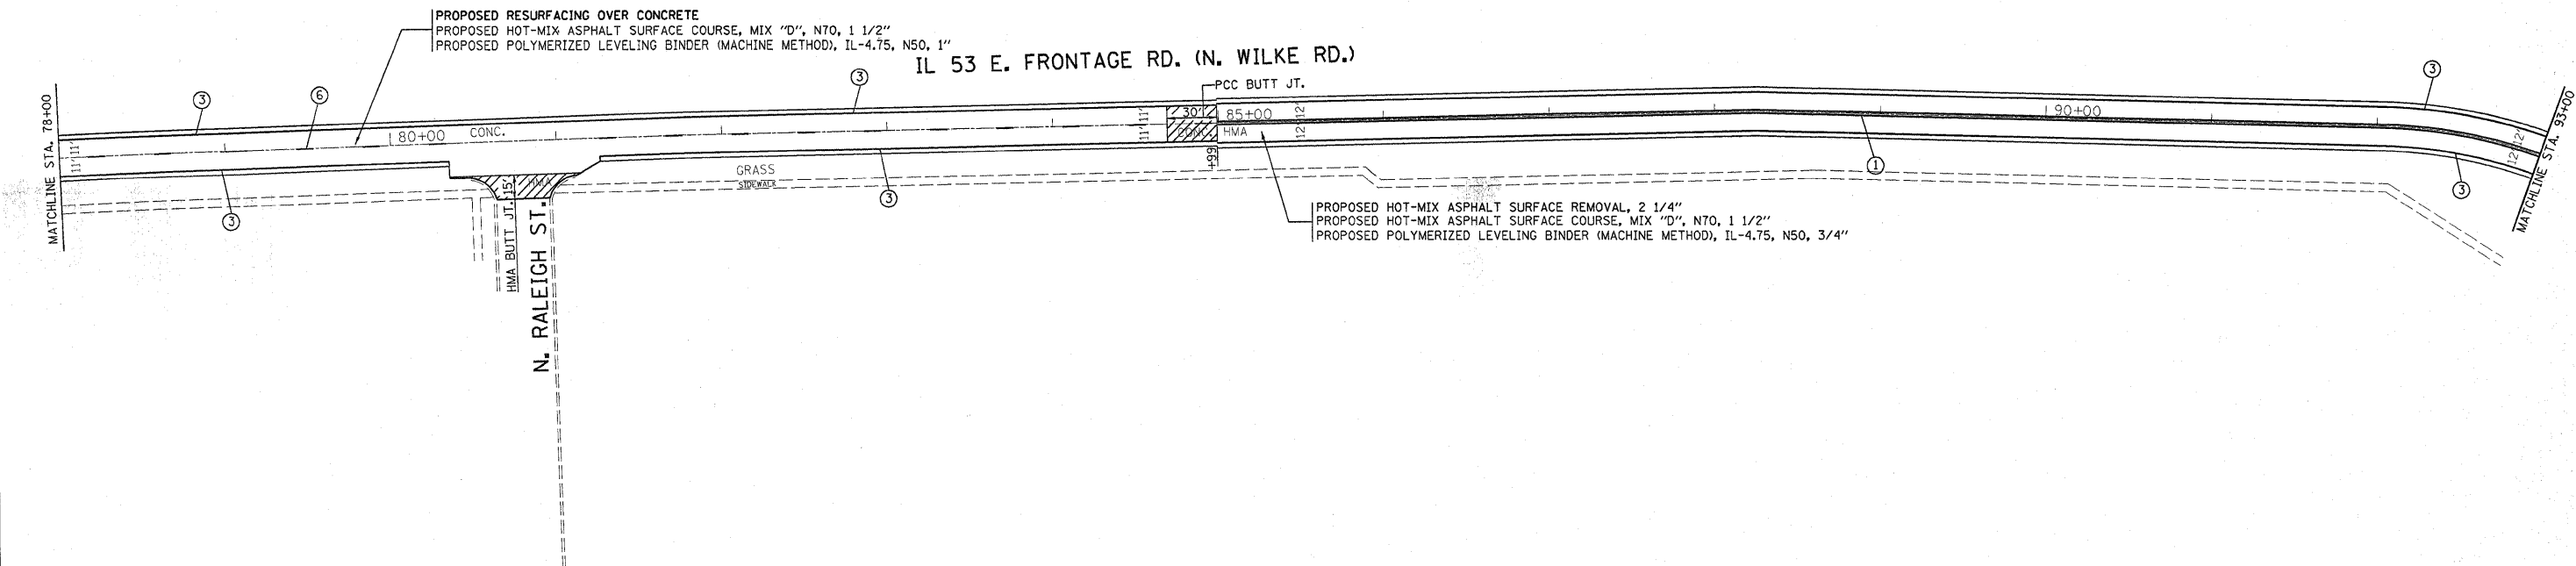 PROPOSED RESURFACING OVER CONCRETE
PROPOSED HOT-MIX ASPHALT SURFACE COURSE, MIX "D", N70, 1 1/2"
PROPOSED POLYMERIZED LEVELING BINDER (MACHINE METHOD), IL-4.75, N50, 1"
IL 53 E. FRONTAGE RD. (N. WILKE RD.)
PCC BUTT JT.
MATCHLINE STA. 78+00
3
6
3
3
11' 11'
80+00
CONC.
11' 11'
30'
CONC.
85+00
HMA
12' 12'
+99
90+00
12' 12'
MATCHLINE STA. 93+00
1
3
3
3
HMA
15'
HMA BUTT JT.
N. RALEIGH ST.
GRASS
SIDEWALK
PROPOSED HOT-MIX ASPHALT SURFACE REMOVAL, 2 1/4"
PROPOSED HOT-MIX ASPHALT SURFACE COURSE, MIX "D", N70, 1 1/2"
PROPOSED POLYMERIZED LEVELING BINDER (MACHINE METHOD), IL-4.75, N50, 3/4"